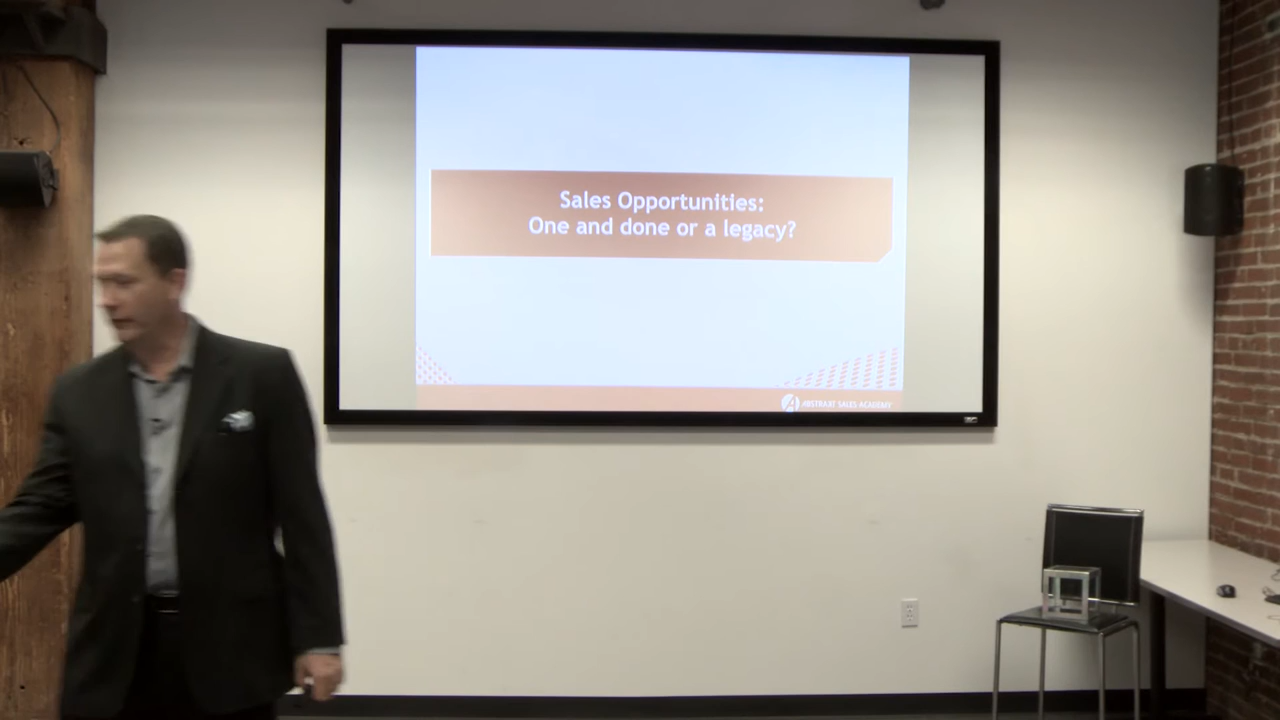 Sales Opportunities:
One and done or a legacy?
ABSTRAKT SALES ACADEMY